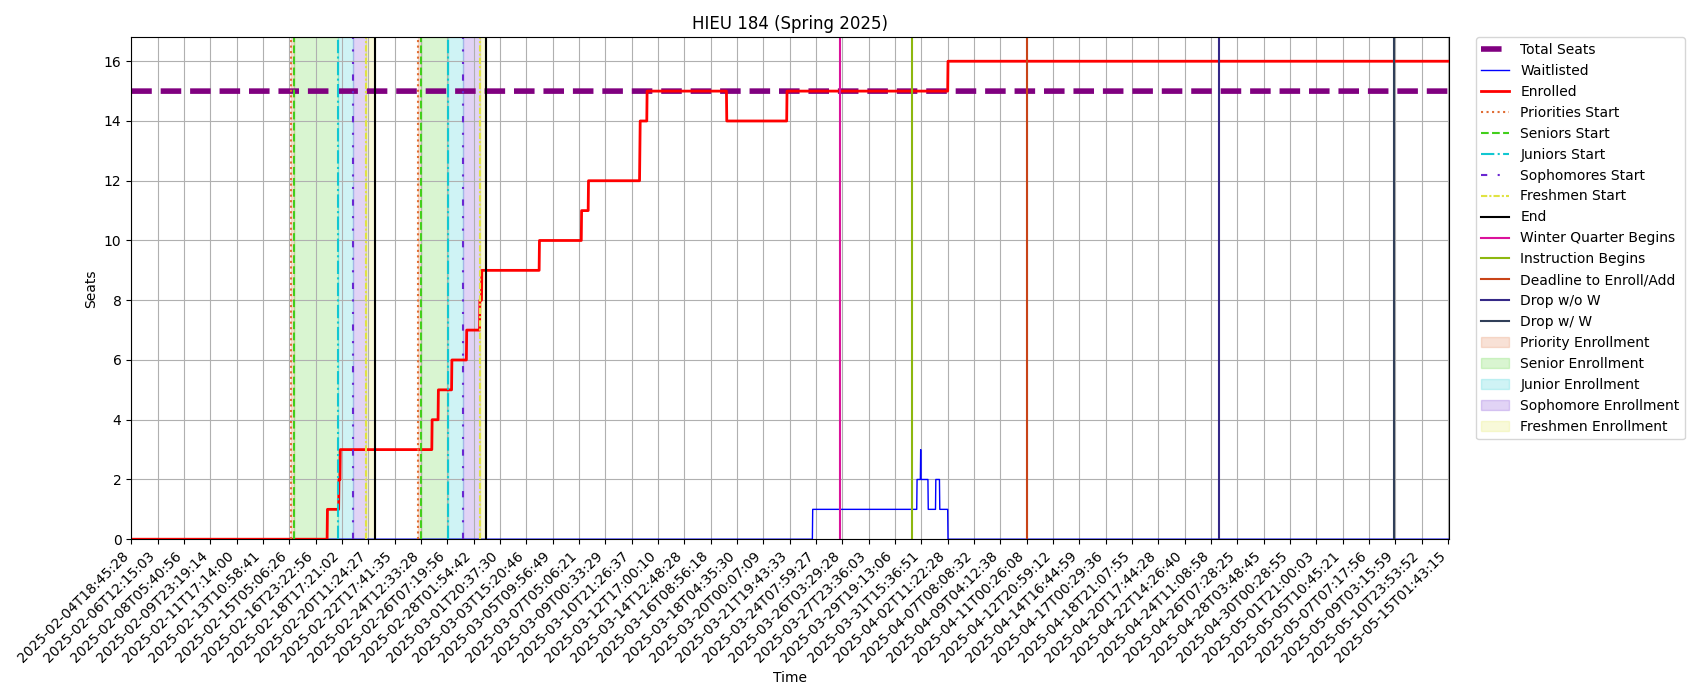 HIEU 184 (Spring 2025)
Seats
16
14
12
10
8
6
4
2
0
2025-02-04T18:45:28
2025-02-06T12:15:03
2025-02-08T05:40:56
2025-02-09T23:19:14
2025-02-11T17:14:00
2025-02-13T10:58:41
2025-02-15T05:06:26
2025-02-16T23:22:56
2025-02-18T17:21:02
2025-02-20T11:24:27
2025-02-22T17:41:35
2025-02-24T12:33:28
2025-02-26T07:19:56
2025-02-28T01:54:42
2025-03-01T20:37:30
2025-03-03T15:20:46
2025-03-05T09:56:49
2025-03-07T05:06:21
2025-03-09T00:33:29
2025-03-10T21:26:37
2025-03-12T17:00:10
2025-03-14T12:48:28
2025-03-16T08:56:18
2025-03-18T04:35:30
2025-03-20T00:07:09
2025-03-21T19:43:33
2025-03-24T07:59:27
2025-03-26T03:29:28
2025-03-27T23:36:03
2025-03-29T19:13:06
2025-03-31T15:36:51
2025-04-02T11:22:28
2025-04-07T08:08:32
2025-04-09T04:12:38
2025-04-11T00:26:08
2025-04-12T20:59:12
2025-04-14T16:44:59
2025-04-17T00:29:36
2025-04-18T21:07:55
2025-04-20T17:44:28
2025-04-22T14:26:40
2025-04-24T11:08:58
2025-04-26T07:28:25
2025-04-28T03:48:45
2025-04-30T00:28:55
2025-05-01T21:00:03
2025-05-05T10:45:21
2025-05-07T07:17:56
2025-05-09T03:15:59
2025-05-10T23:53:52
2025-05-15T01:43:15
Time
Total Seats
Waitlisted
Enrolled
Priorities Start
Seniors Start
Juniors Start
Sophomores Start
Freshmen Start
End
Winter Quarter Begins
Instruction Begins
Deadline to Enroll/Add
Drop w/o W
Drop w/ W
Priority Enrollment
Senior Enrollment
Junior Enrollment
Sophomore Enrollment
Freshmen Enrollment